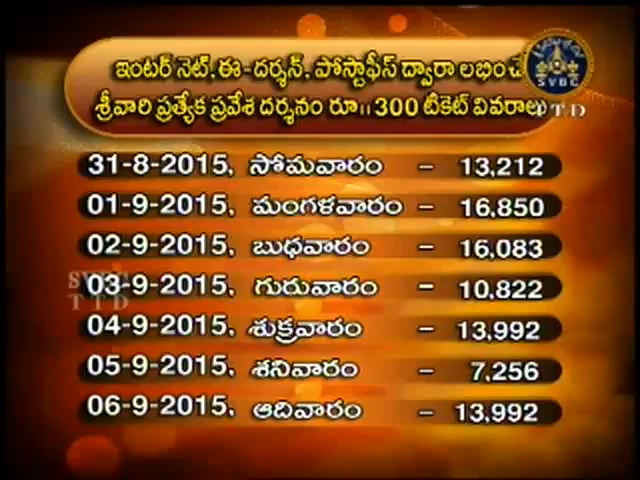 ఇంటర్ నెట్, ఈ-దర్శన్, పోస్టాఫీస్ ద్వారా లభించే
శ్రీవారి ప్రత్యేక ప్రవేశ దర్శనం రూ॥ 300 టీకెట్ వివరాలు
SVBC
TTD
31-8-2015, సోమవారం - 13,212
01-9-2015, మంగళవారం - 16,850
02-9-2015, బుధవారం - 16,083
03-9-2015, గురువారం - 10,822
SVBC
TTD
04-9-2015, శుక్రవారం - 13,992
05-9-2015, శనివారం - 7,256
06-9-2015, ఆదివారం - 13,992